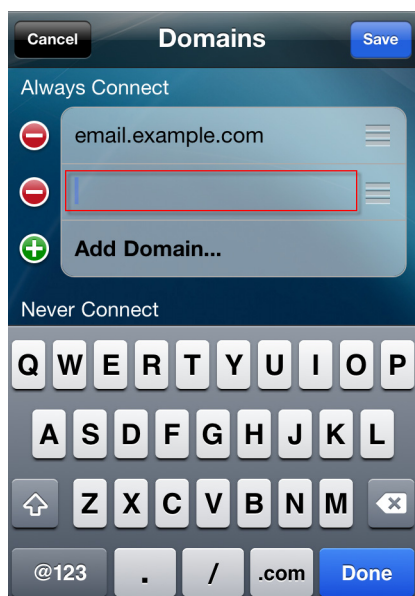 Cancel Domains Save
Always Connect
email.example.com
Add Domain...
Never Connect
Q W E R T Y U I O P
A S D F G H J K L
Z X C V B N M
@123 . / .com Done